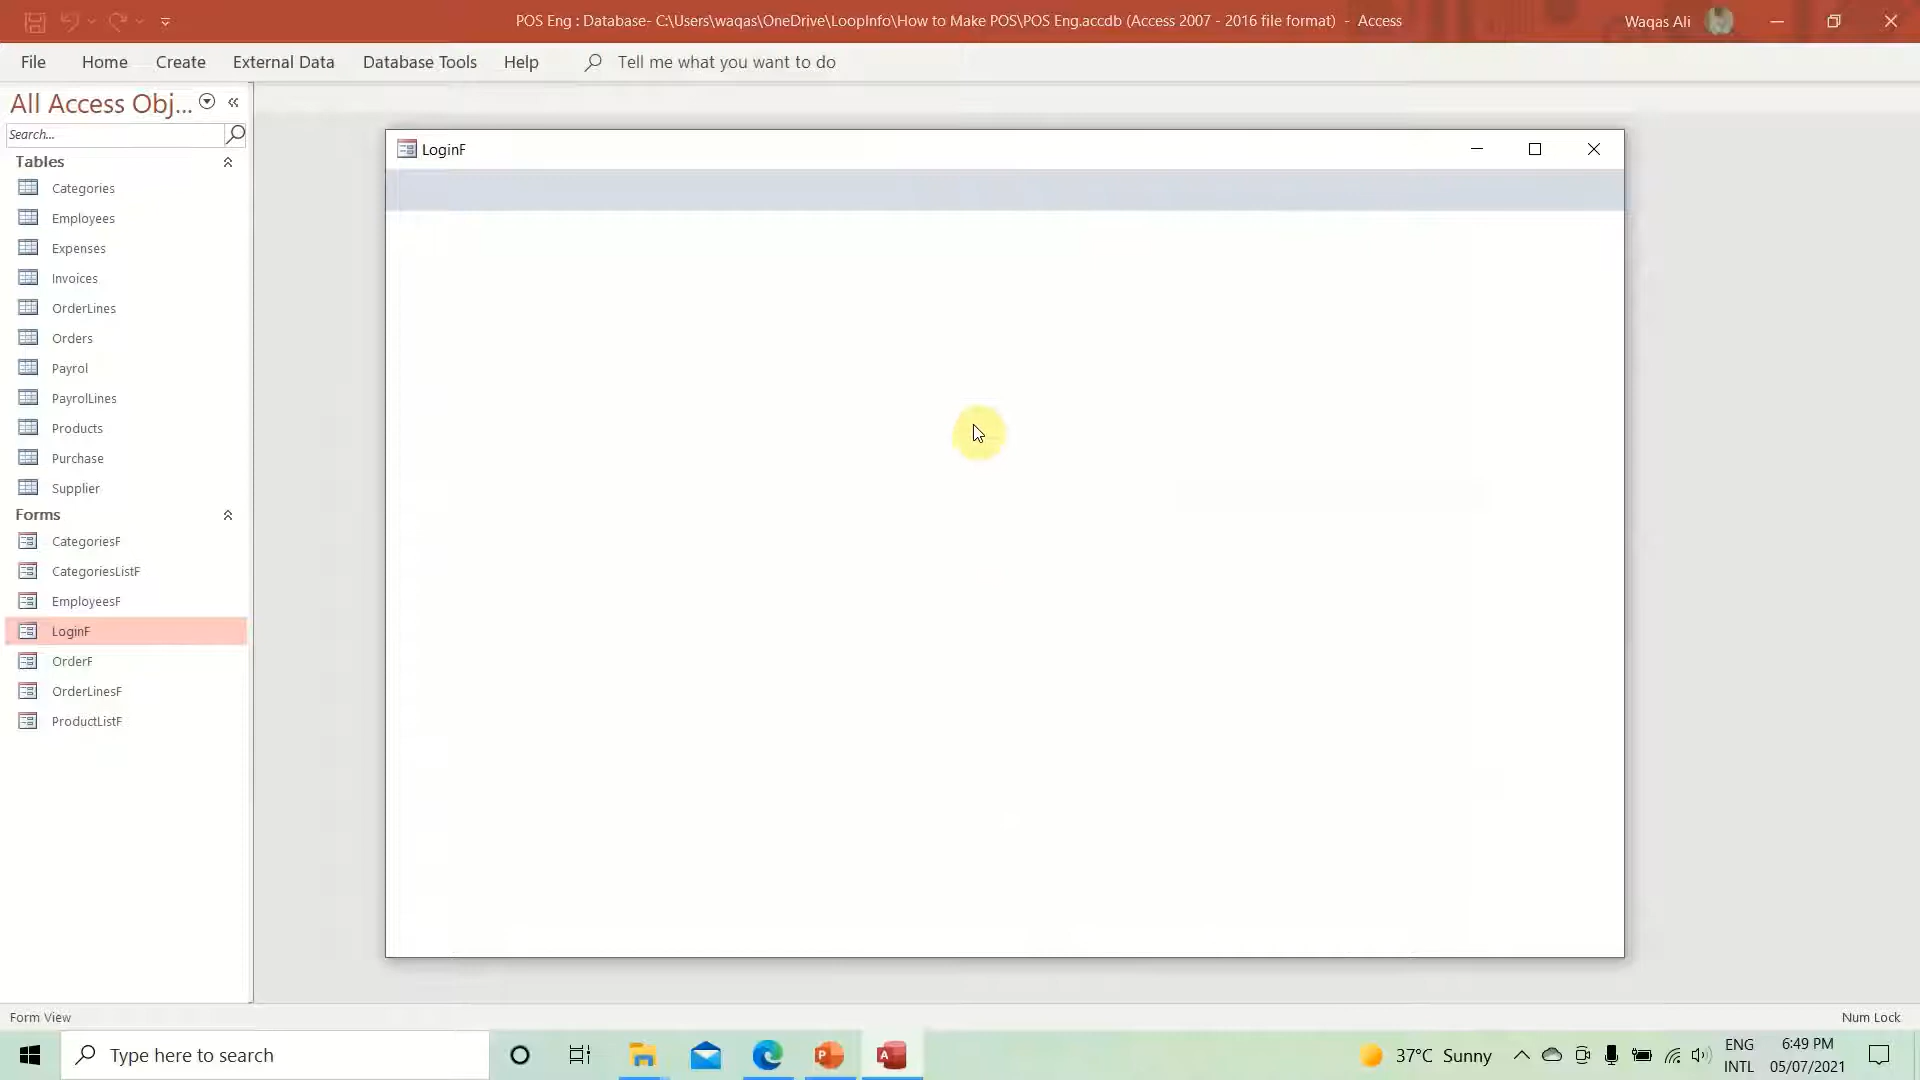 POS Eng : Database- C:\Users\waqas\OneDrive\LoopInfo\How to Make POS\POS Eng.accdb (Access 2007 - 2016 file format) - Access
Waqas Ali
File Home Create External Data Database Tools Help Tell me what you want to do
All Access Obj...
Search...
Tables
Categories
Employees
Expenses
Invoices
OrderLines
Orders
Payrol
PayrolLines
Products
Purchase
Supplier
Forms
CategoriesF
CategoriesListF
EmployeesF
LoginF
OrderF
OrderLinesF
ProductListF
LoginF
Form View
Num Lock
Type here to search
37°C Sunny
ENG
INTL
6:49 PM
05/07/2021